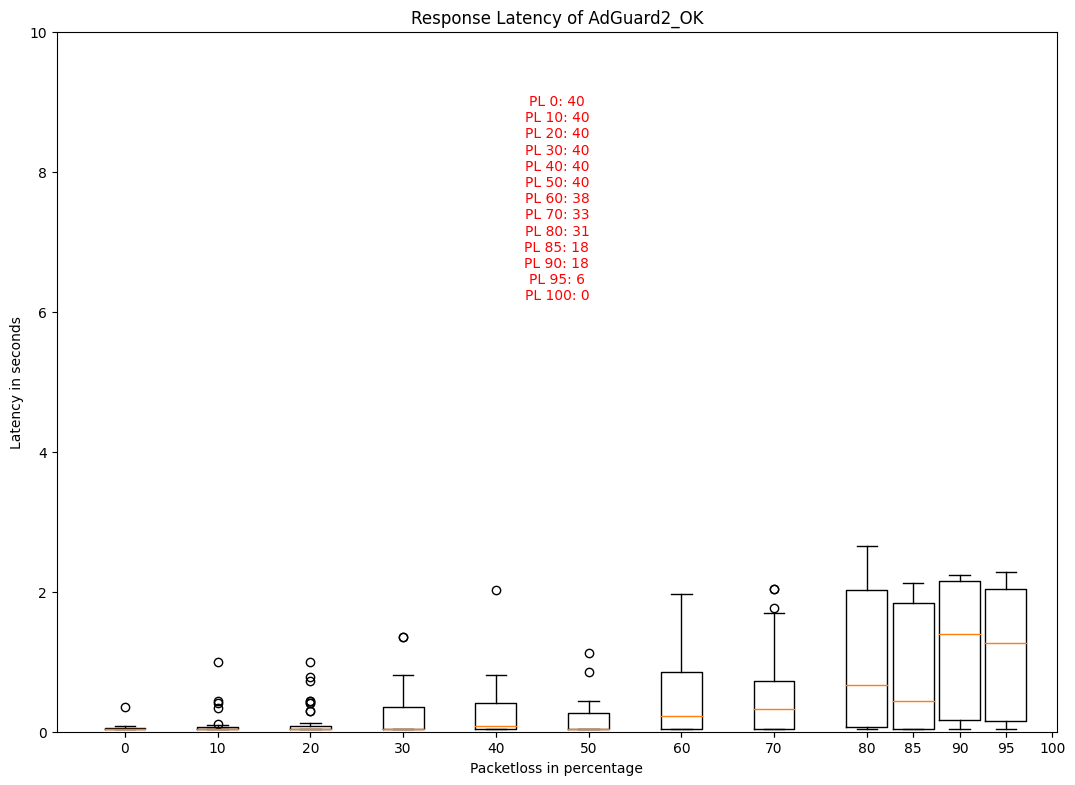 Response Latency of AdGuard2_OK
10
8
6
4
2
0
Latency in seconds
PL 0: 40
PL 10: 40
PL 20: 40
PL 30: 40
PL 40: 40
PL 50: 40
PL 60: 38
PL 70: 33
PL 80: 31
PL 85: 18
PL 90: 18
PL 95: 6
PL 100: 0
0 10 20 30 40 50 60 70 80 85 90 95 100
Packetloss in percentage